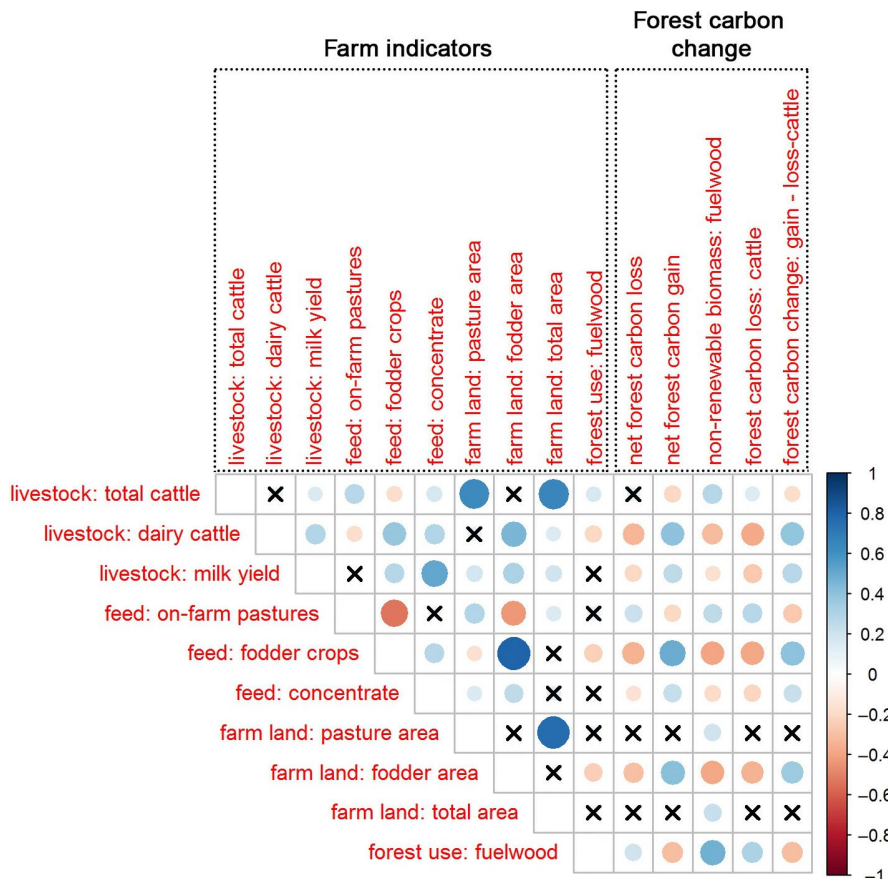 Farm indicators
Forest carbon
change
livestock: total cattle
livestock: dairy cattle
livestock: milk yield
feed: on-farm pastures
feed: fodder crops
feed: concentrate
farm land: pasture area
farm land: fodder area
farm land: total area
forest use: fuelwood
net forest carbon loss
net forest carbon gain
non-renewable biomass: fuelwood
forest carbon loss: cattle
forest carbon change: gain - loss-cattle
livestock: total cattle
livestock: dairy cattle
livestock: milk yield
feed: on-farm pastures
feed: fodder crops
feed: concentrate
farm land: pasture area
farm land: fodder area
farm land: total area
forest use: fuelwood
1
0.8
0.6
0.4
0.2
0
−0.2
−0.4
−0.6
−0.8
−1